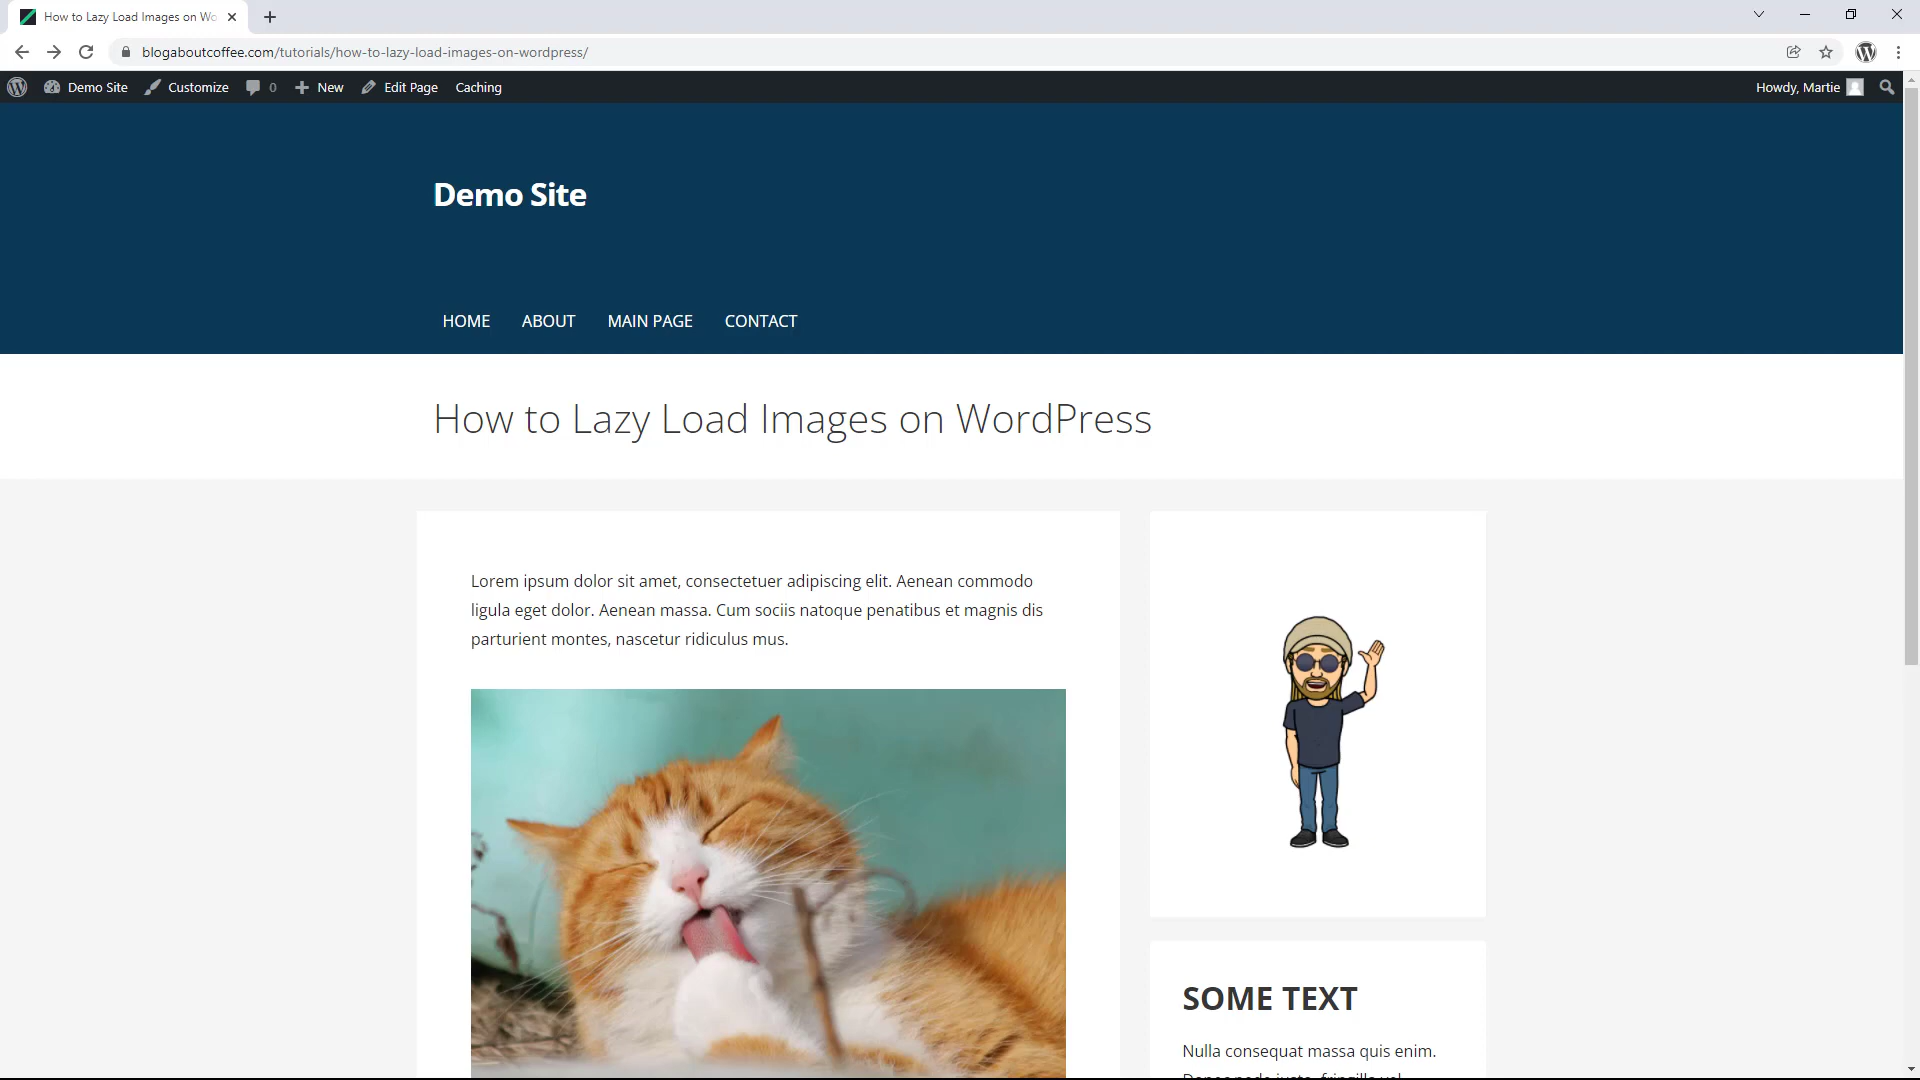 How to Lazy Load Images on Wo
blogaboutcoffee.com/tutorials/how-to-lazy-load-images-on-wordpress/
Demo Site Customize 0 New Edit Page Caching Howdy, Martie
Demo Site
HOME ABOUT MAIN PAGE CONTACT
How to Lazy Load Images on WordPress
Lorem ipsum dolor sit amet, consectetuer adipiscing elit. Aenean commodo
ligula eget dolor. Aenean massa. Cum sociis natoque penatibus et magnis dis
parturient montes, nascetur ridiculus mus.
SOME TEXT
Nulla consequat massa quis enim.